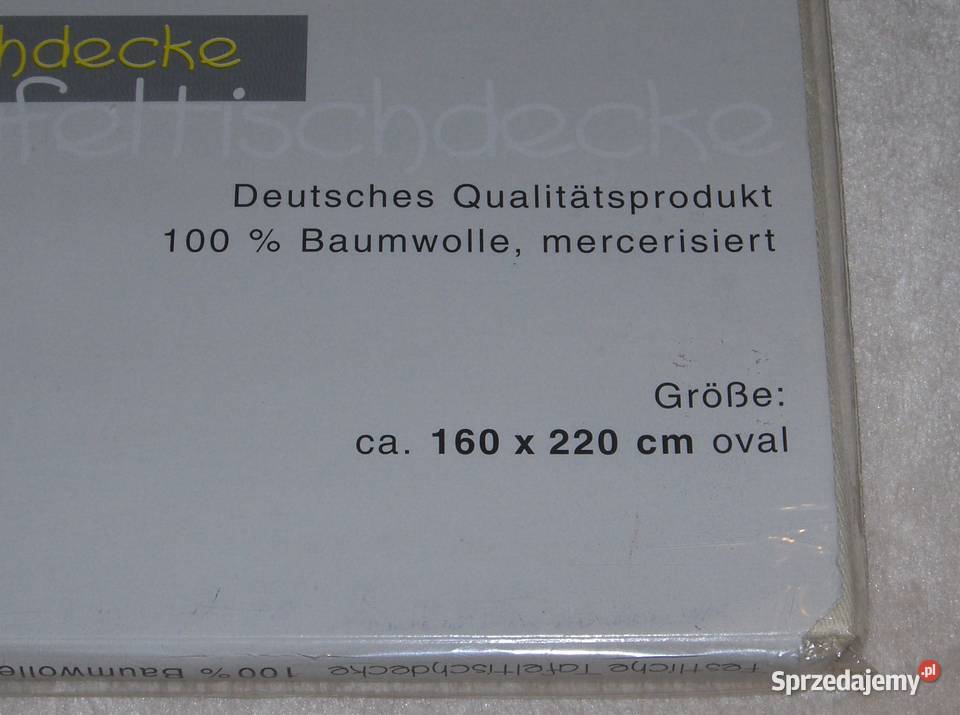 hdecke
feltischdecke
Deutsches Qualitätsprodukt
100 % Baumwolle, mercerisiert
Größe:
ca. 160 x 220 cm oval
Festliche Tafeltischdecke 100 % Baumwolle
Sprzedajemy.pl